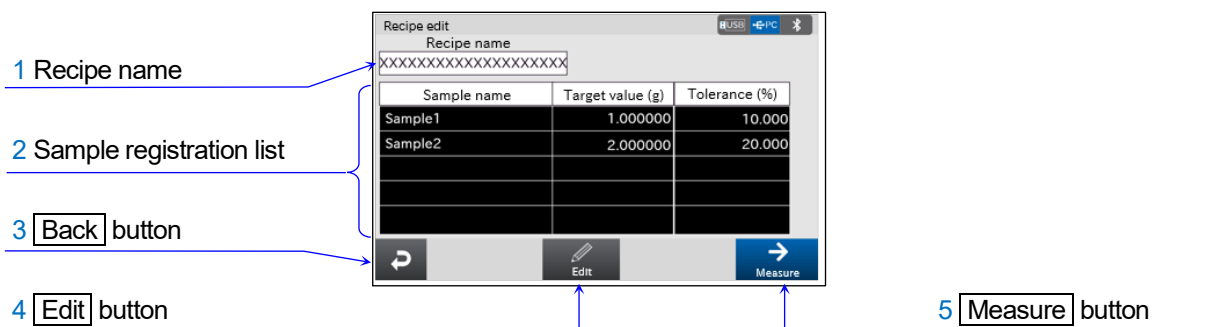 Recipe edit
USB PC
Recipe name
XXXXXXXXXXXXXXXXXXXX
1 Recipe name
Sample name Target value (g) Tolerance (%)
Sample1 1.000000 10.000
2 Sample registration list
Sample2 2.000000 20.000
3 Back button
Edit
Measure
4 Edit button
5 Measure button